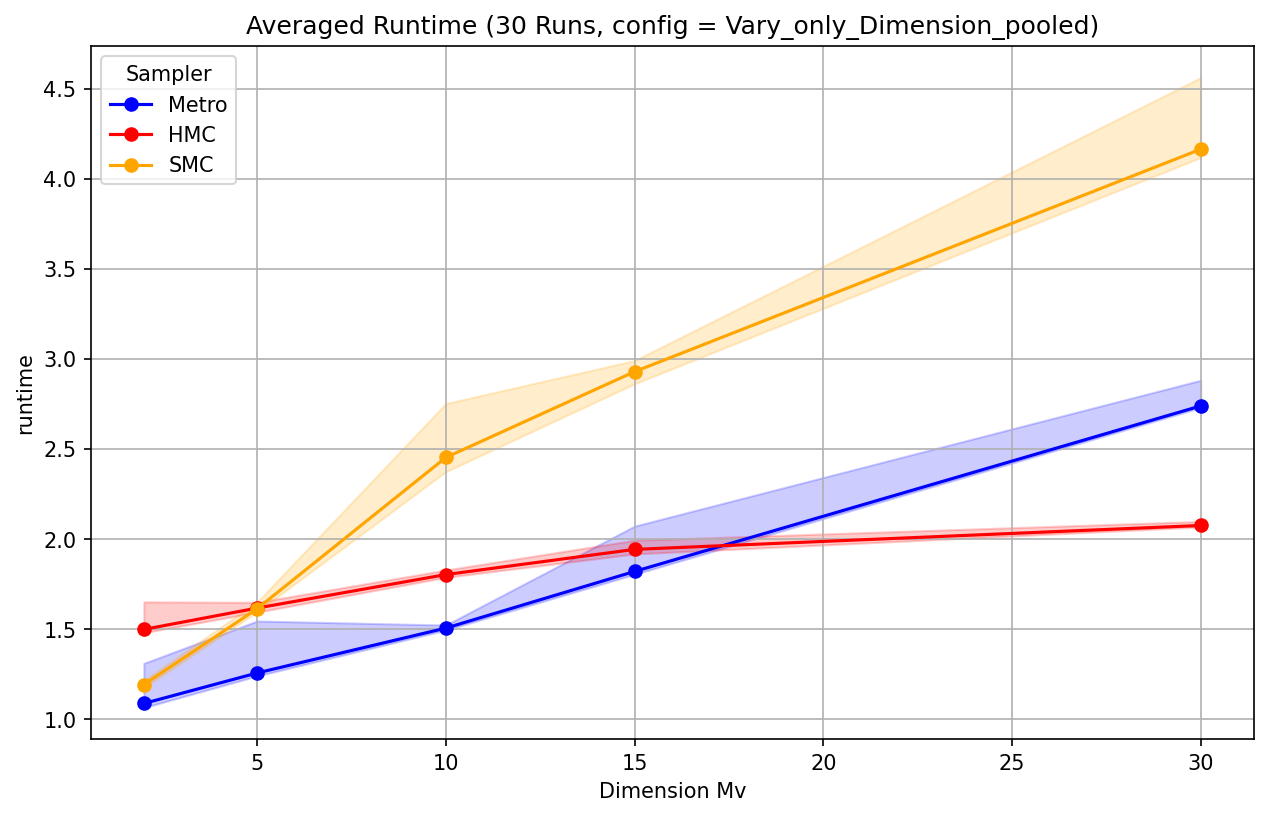 Averaged Runtime (30 Runs, config = Vary_only_Dimension_pooled)
Sampler
Metro
HMC
SMC
4.5
4.0
3.5
3.0
2.5
2.0
1.5
1.0
runtime
5 10 15 20 25 30
Dimension Mv